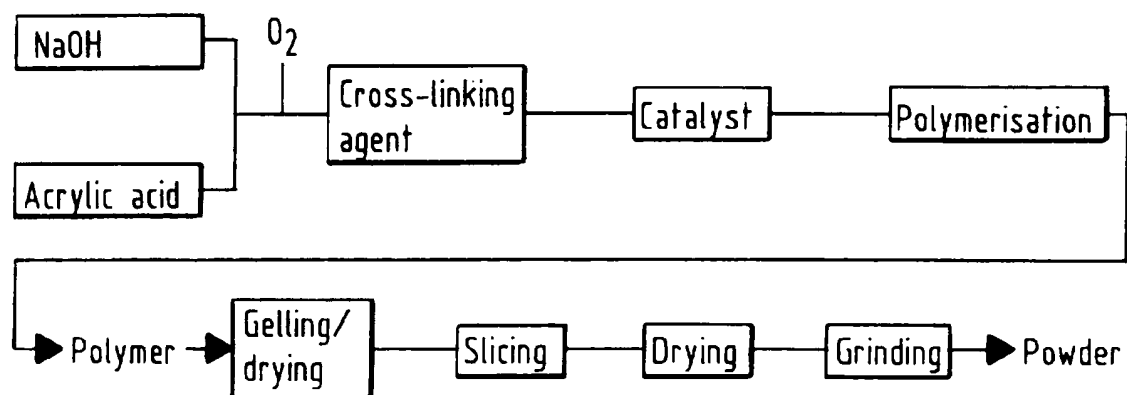 NaOH
O2
Cross-linking
agent
Catalyst
Polymerisation
Acrylic acid
Polymer
Gelling/
drying
Slicing
Drying
Grinding
Powder